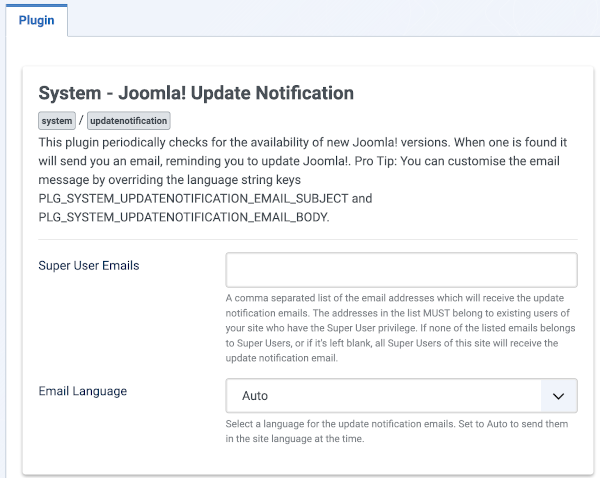 Plugin
System - Joomla! Update Notification
system / updatenotification
This plugin periodically checks for the availability of new Joomla! versions. When one is found it
will send you an email, reminding you to update Joomla!. Pro Tip: You can customise the email
message by overriding the language string keys
PLG_SYSTEM_UPDATENOTIFICATION_EMAIL_SUBJECT and
PLG_SYSTEM_UPDATENOTIFICATION_EMAIL_BODY.
Super User Emails
A comma separated list of the email addresses which will receive the update
notification emails. The addresses in the list MUST belong to existing users of
your site who have the Super User privilege. If none of the listed emails belongs
to Super Users, or if it's left blank, all Super Users of this site will receive the
update notification email.
Email Language
Auto
Select a language for the update notification emails. Set to Auto to send them
in the site language at the time.